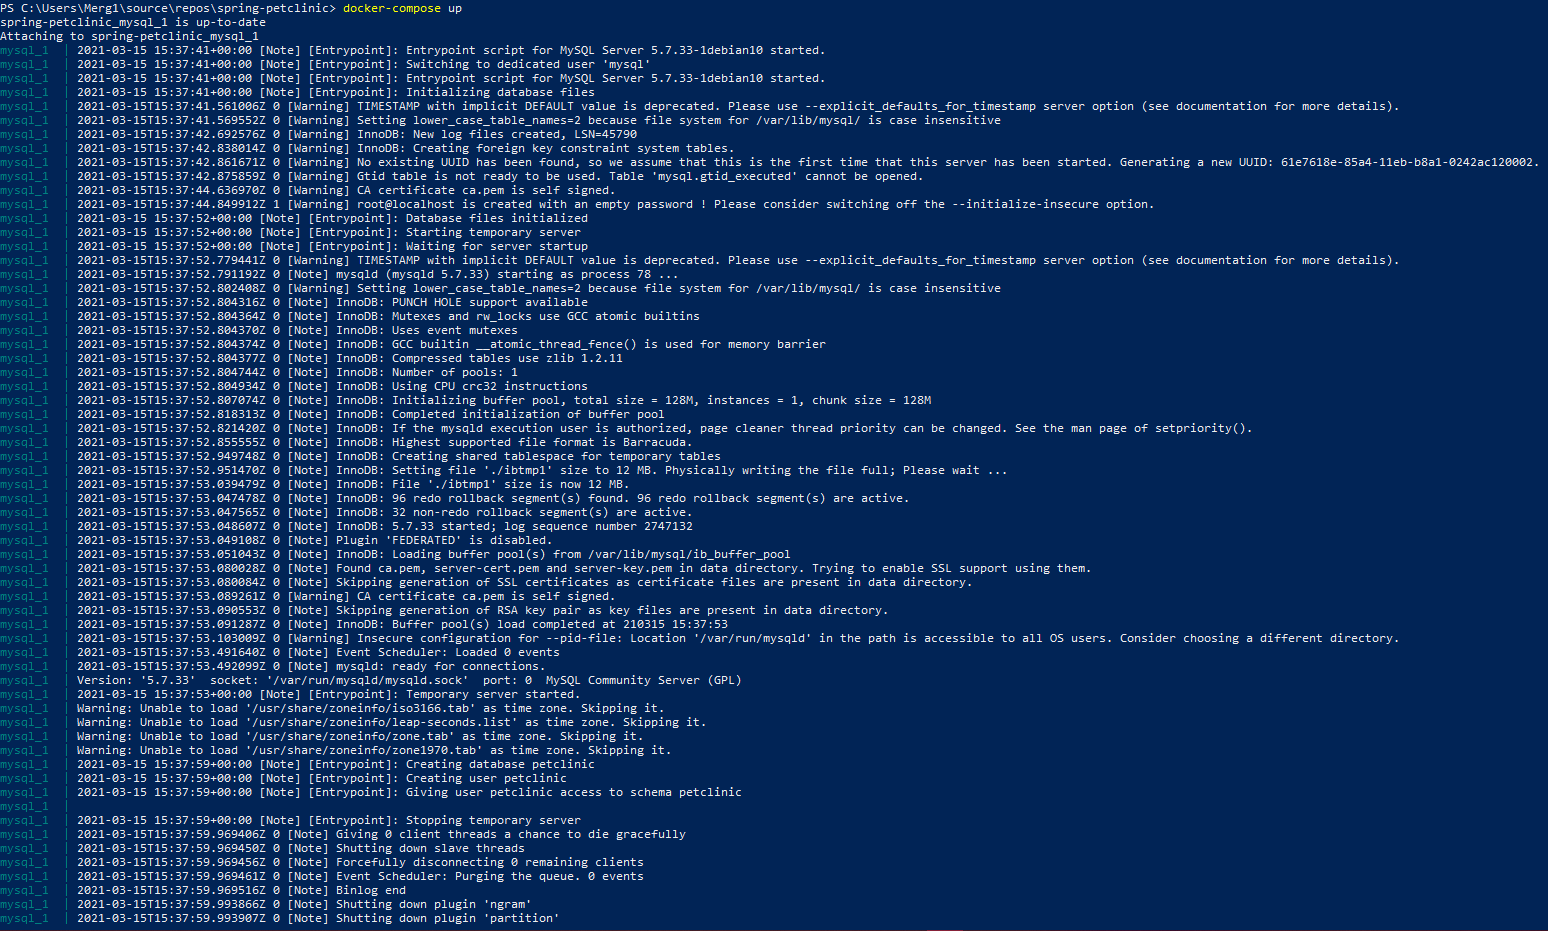 PS C:\Users\Merg1\source\repos\spring-petclinic> docker-compose up
spring-petclinic_mysql_1 is up-to-date
Attaching to spring-petclinic_mysql_1
mysql_1  | 2021-03-15 15:37:41+00:00 [Note] [Entrypoint]: Entrypoint script for MySQL Server 5.7.33-1debian10 started.
mysql_1  | 2021-03-15 15:37:41+00:00 [Note] [Entrypoint]: Switching to dedicated user 'mysql'
mysql_1  | 2021-03-15 15:37:41+00:00 [Note] [Entrypoint]: Entrypoint script for MySQL Server 5.7.33-1debian10 started.
mysql_1  | 2021-03-15 15:37:41+00:00 [Note] [Entrypoint]: Initializing database files
mysql_1  | 2021-03-15T15:37:41.561006Z 0 [Warning] TIMESTAMP with implicit DEFAULT value is deprecated. Please use --explicit_defaults_for_timestamp server option (see documentation for more details).
mysql_1  | 2021-03-15T15:37:41.569552Z 0 [Warning] Setting lower_case_table_names=2 because file system for /var/lib/mysql/ is case insensitive
mysql_1  | 2021-03-15T15:37:42.692576Z 0 [Warning] InnoDB: New log files created, LSN=45790
mysql_1  | 2021-03-15T15:37:42.838014Z 0 [Warning] InnoDB: Creating foreign key constraint system tables.
mysql_1  | 2021-03-15T15:37:42.861671Z 0 [Warning] No existing UUID has been found, so we assume that this is the first time that this server has been started. Generating a new UUID: 61e7618e-85a4-11eb-b8a1-0242ac120002.
mysql_1  | 2021-03-15T15:37:42.875859Z 0 [Warning] Gtid table is not ready to be used. Table 'mysql.gtid_executed' cannot be opened.
mysql_1  | 2021-03-15T15:37:44.636970Z 0 [Warning] CA certificate ca.pem is self signed.
mysql_1  | 2021-03-15T15:37:44.849912Z 1 [Warning] root@localhost is created with an empty password ! Please consider switching off the --initialize-insecure option.
mysql_1  | 2021-03-15 15:37:52+00:00 [Note] [Entrypoint]: Database files initialized
mysql_1  | 2021-03-15 15:37:52+00:00 [Note] [Entrypoint]: Starting temporary server
mysql_1  | 2021-03-15 15:37:52+00:00 [Note] [Entrypoint]: Waiting for server startup
mysql_1  | 2021-03-15T15:37:52.779441Z 0 [Warning] TIMESTAMP with implicit DEFAULT value is deprecated. Please use --explicit_defaults_for_timestamp server option (see documentation for more details).
mysql_1  | 2021-03-15T15:37:52.791192Z 0 [Note] mysqld (mysqld 5.7.33) starting as process 78 ...
mysql_1  | 2021-03-15T15:37:52.802408Z 0 [Warning] Setting lower_case_table_names=2 because file system for /var/lib/mysql/ is case insensitive
mysql_1  | 2021-03-15T15:37:52.804316Z 0 [Note] InnoDB: PUNCH HOLE support available
mysql_1  | 2021-03-15T15:37:52.804364Z 0 [Note] InnoDB: Mutexes and rw_locks use GCC atomic builtins
mysql_1  | 2021-03-15T15:37:52.804370Z 0 [Note] InnoDB: Uses event mutexes
mysql_1  | 2021-03-15T15:37:52.804374Z 0 [Note] InnoDB: GCC builtin __atomic_thread_fence() is used for memory barrier
mysql_1  | 2021-03-15T15:37:52.804377Z 0 [Note] InnoDB: Compressed tables use zlib 1.2.11
mysql_1  | 2021-03-15T15:37:52.804744Z 0 [Note] InnoDB: Number of pools: 1
mysql_1  | 2021-03-15T15:37:52.804934Z 0 [Note] InnoDB: Using CPU crc32 instructions
mysql_1  | 2021-03-15T15:37:52.807074Z 0 [Note] InnoDB: Initializing buffer pool, total size = 128M, instances = 1, chunk size = 128M
mysql_1  | 2021-03-15T15:37:52.818313Z 0 [Note] InnoDB: Completed initialization of buffer pool
mysql_1  | 2021-03-15T15:37:52.821420Z 0 [Note] InnoDB: If the mysqld execution user is authorized, page cleaner thread priority can be changed. See the man page of setpriority().
mysql_1  | 2021-03-15T15:37:52.855555Z 0 [Note] InnoDB: Highest supported file format is Barracuda.
mysql_1  | 2021-03-15T15:37:52.949748Z 0 [Note] InnoDB: Creating shared tablespace for temporary tables
mysql_1  | 2021-03-15T15:37:52.951470Z 0 [Note] InnoDB: Setting file './ibtmp1' size to 12 MB. Physically writing the file full; Please wait ...
mysql_1  | 2021-03-15T15:37:53.039479Z 0 [Note] InnoDB: File './ibtmp1' size is now 12 MB.
mysql_1  | 2021-03-15T15:37:53.047478Z 0 [Note] InnoDB: 96 redo rollback segment(s) found. 96 redo rollback segment(s) are active.
mysql_1  | 2021-03-15T15:37:53.047565Z 0 [Note] InnoDB: 32 non-redo rollback segment(s) are active.
mysql_1  | 2021-03-15T15:37:53.048607Z 0 [Note] InnoDB: 5.7.33 started; log sequence number 2747132
mysql_1  | 2021-03-15T15:37:53.049108Z 0 [Note] Plugin 'FEDERATED' is disabled.
mysql_1  | 2021-03-15T15:37:53.051043Z 0 [Note] InnoDB: Loading buffer pool(s) from /var/lib/mysql/ib_buffer_pool
mysql_1  | 2021-03-15T15:37:53.080028Z 0 [Note] Found ca.pem, server-cert.pem and server-key.pem in data directory. Trying to enable SSL support using them.
mysql_1  | 2021-03-15T15:37:53.080084Z 0 [Note] Skipping generation of SSL certificates as certificate files are present in data directory.
mysql_1  | 2021-03-15T15:37:53.089261Z 0 [Warning] CA certificate ca.pem is self signed.
mysql_1  | 2021-03-15T15:37:53.090553Z 0 [Note] Skipping generation of RSA key pair as key files are present in data directory.
mysql_1  | 2021-03-15T15:37:53.091287Z 0 [Note] InnoDB: Buffer pool(s) load completed at 210315 15:37:53
mysql_1  | 2021-03-15T15:37:53.103009Z 0 [Warning] Insecure configuration for --pid-file: Location '/var/run/mysqld' in the path is accessible to all OS users. Consider choosing a different directory.
mysql_1  | 2021-03-15T15:37:53.491640Z 0 [Note] Event Scheduler: Loaded 0 events
mysql_1  | 2021-03-15T15:37:53.492099Z 0 [Note] mysqld: ready for connections.
mysql_1  | Version: '5.7.33'  socket: '/var/run/mysqld/mysqld.sock'  port: 0  MySQL Community Server (GPL)
mysql_1  | 2021-03-15 15:37:53+00:00 [Note] [Entrypoint]: Temporary server started.
mysql_1  | Warning: Unable to load '/usr/share/zoneinfo/iso3166.tab' as time zone. Skipping it.
mysql_1  | Warning: Unable to load '/usr/share/zoneinfo/leap-seconds.list' as time zone. Skipping it.
mysql_1  | Warning: Unable to load '/usr/share/zoneinfo/zone.tab' as time zone. Skipping it.
mysql_1  | Warning: Unable to load '/usr/share/zoneinfo/zone1970.tab' as time zone. Skipping it.
mysql_1  | 2021-03-15 15:37:59+00:00 [Note] [Entrypoint]: Creating database petclinic
mysql_1  | 2021-03-15 15:37:59+00:00 [Note] [Entrypoint]: Creating user petclinic
mysql_1  | 2021-03-15 15:37:59+00:00 [Note] [Entrypoint]: Giving user petclinic access to schema petclinic
mysql_1  |
mysql_1  | 2021-03-15 15:37:59+00:00 [Note] [Entrypoint]: Stopping temporary server
mysql_1  | 2021-03-15T15:37:59.969406Z 0 [Note] Giving 0 client threads a chance to die gracefully
mysql_1  | 2021-03-15T15:37:59.969450Z 0 [Note] Shutting down slave threads
mysql_1  | 2021-03-15T15:37:59.969456Z 0 [Note] Forcefully disconnecting 0 remaining clients
mysql_1  | 2021-03-15T15:37:59.969461Z 0 [Note] Event Scheduler: Purging the queue. 0 events
mysql_1  | 2021-03-15T15:37:59.969516Z 0 [Note] Binlog end
mysql_1  | 2021-03-15T15:37:59.993866Z 0 [Note] Shutting down plugin 'ngram'
mysql_1  | 2021-03-15T15:37:59.993907Z 0 [Note] Shutting down plugin 'partition'